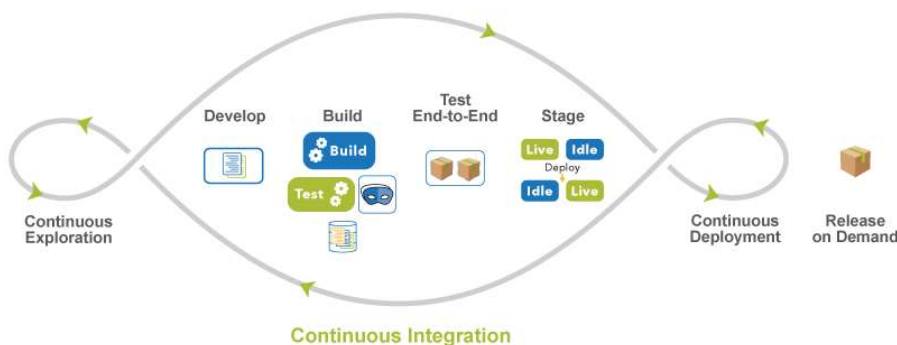 Develop
Build
Test
End-to-End
Stage
Build
Test
Live
Idle
Deploy
Idle
Live
Continuous
Exploration
Continuous
Deployment
Release
on Demand
Continuous Integration